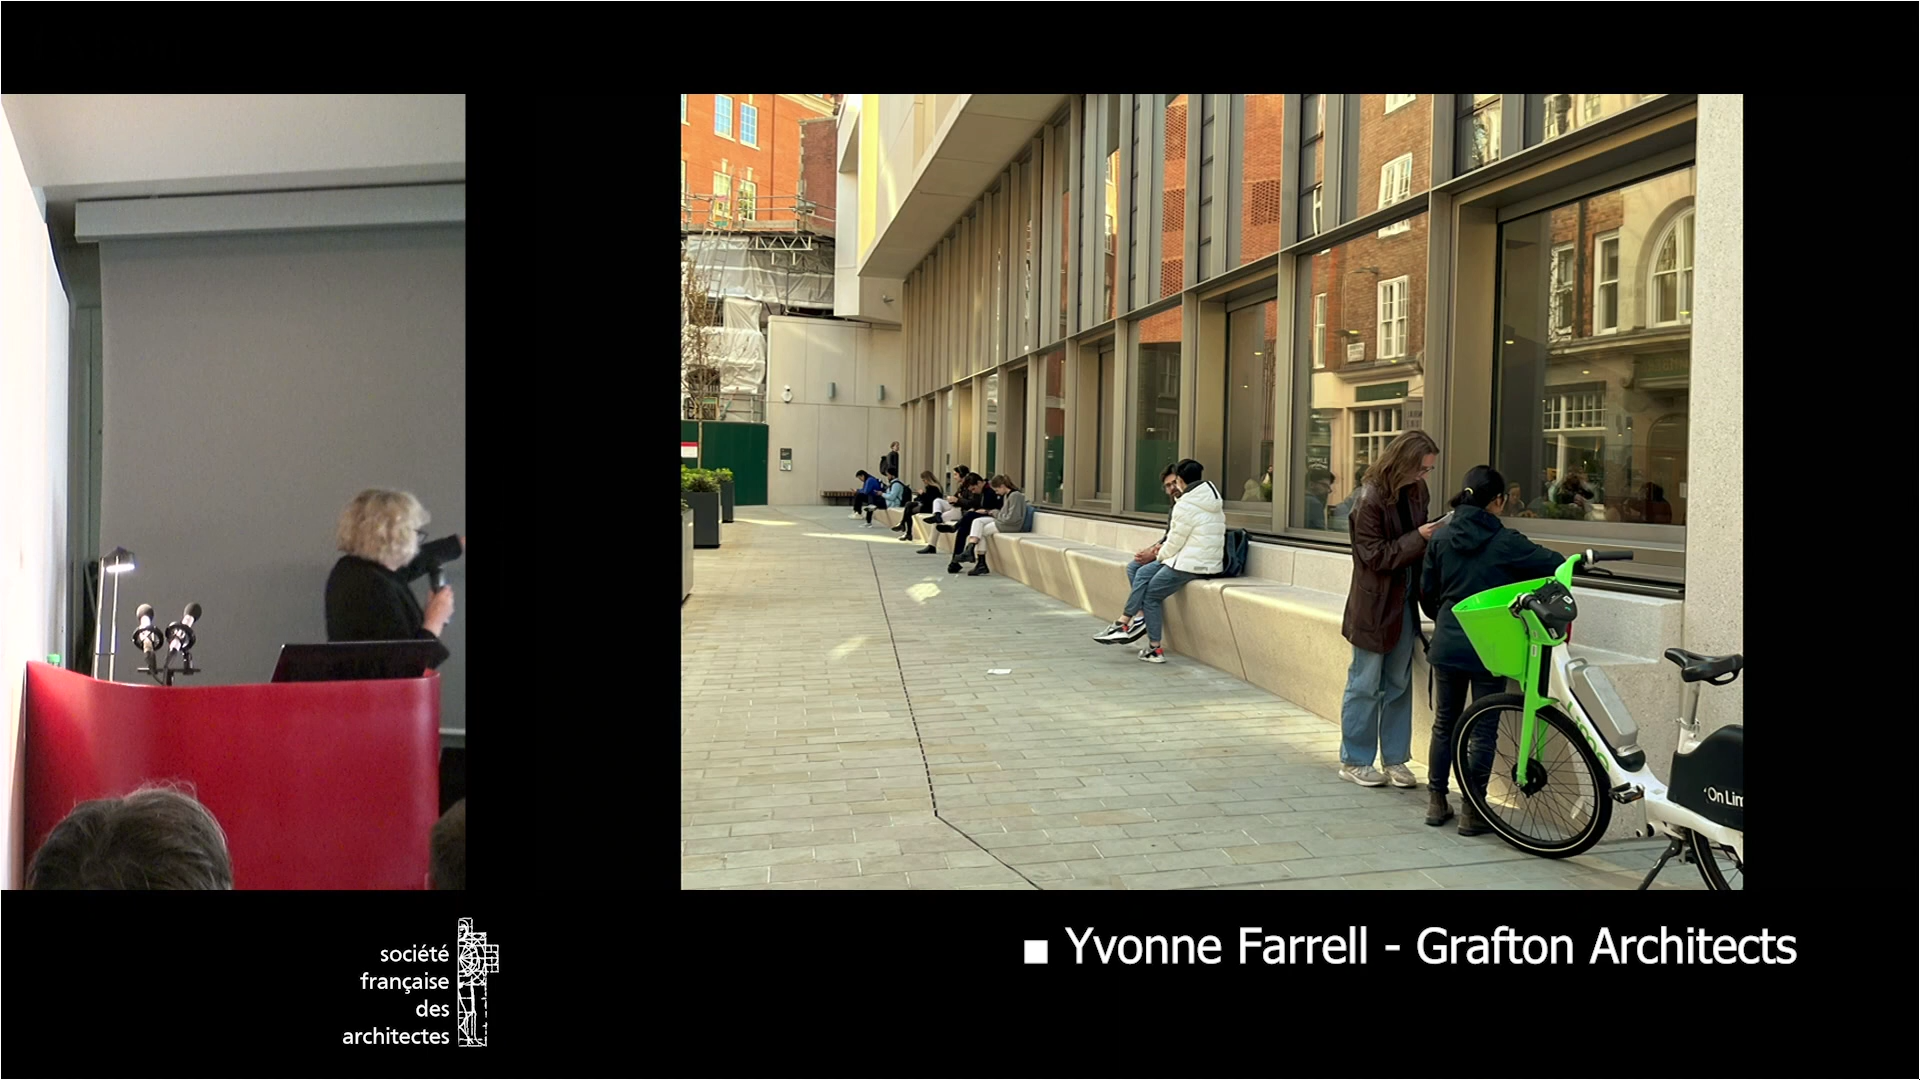 'On Lim
■ Yvonne Farrell - Grafton Architects
société
française
des
architectes